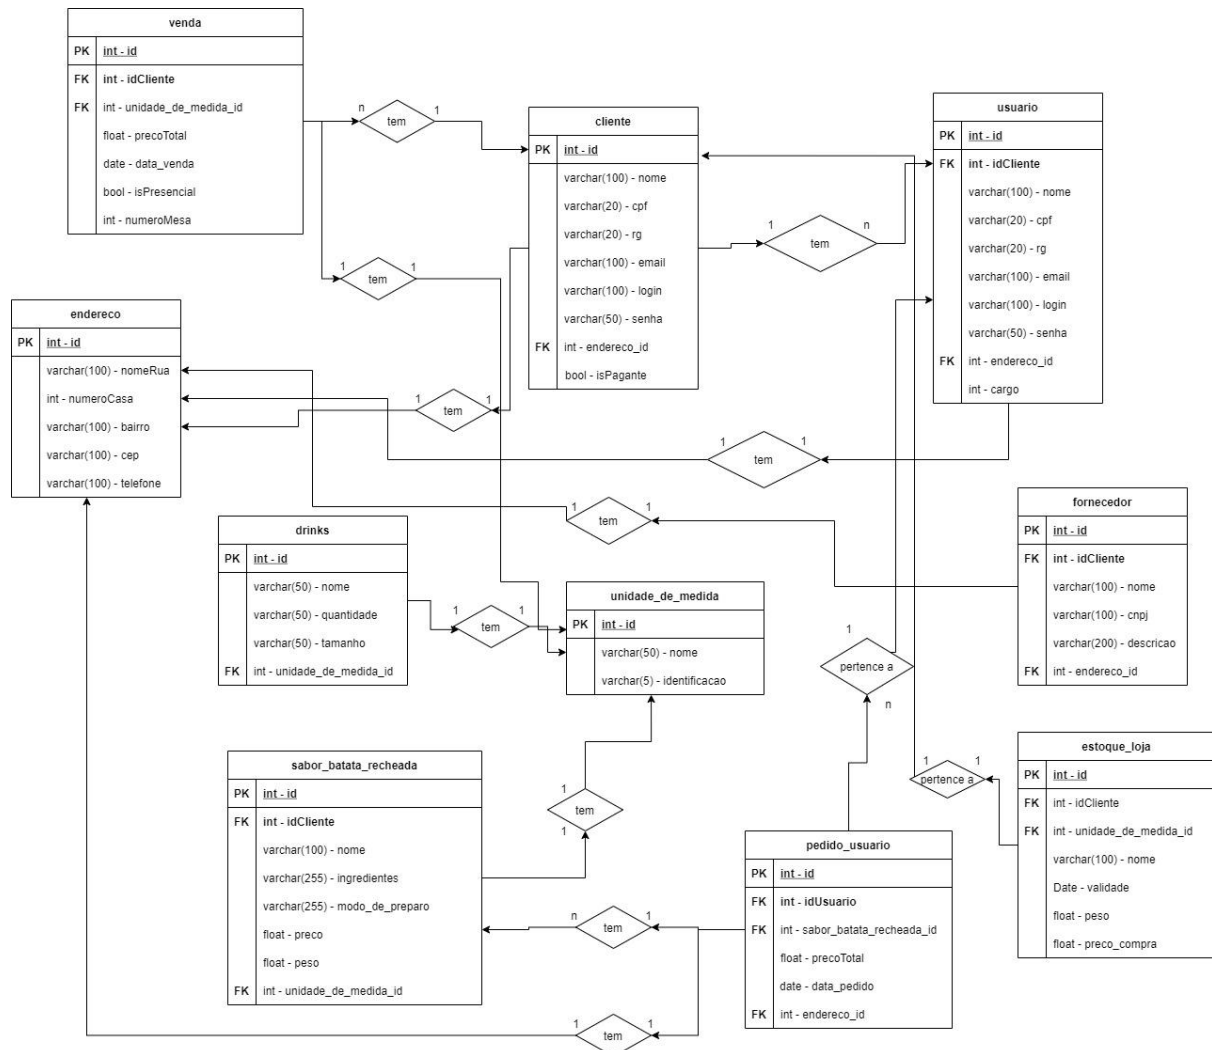 venda
PK int - id
FK int - idCliente
FK int - unidade_de_medida_id
float - precoTotal
date - data_venda
bool - isPresencial
int - numeroMesa
n tem 1
1 tem 1
cliente
PK int - id
varchar(100) - nome
varchar(20) - cpf
varchar(20) - rg
varchar(100) - email
varchar(100) - login
varchar(50) - senha
FK int - endereco_id
bool - isPagante
1 tem n
usuario
PK int - id
FK int - idCliente
varchar(100) - nome
varchar(20) - cpf
varchar(20) - rg
varchar(100) - email
varchar(100) - login
varchar(50) - senha
FK int - endereco_id
int - cargo
endereco
PK int - id
varchar(100) - nomeRua
int - numeroCasa
varchar(100) - bairro
varchar(100) - cep
varchar(100) - telefone
1 tem 1
1 tem 1
1 tem 1
fornecedor
PK int - id
FK int - idCliente
varchar(100) - nome
varchar(100) - cnpj
varchar(200) - descricao
FK int - endereco_id
drinks
PK int - id
varchar(50) - nome
varchar(50) - quantidade
varchar(50) - tamanho
FK int - unidade_de_medida_id
1 tem 1
unidade_de_medida
PK int - id
varchar(50) - nome
varchar(5) - identificacao
1
pertence a
n
sabor_batata_recheada
PK int - id
FK int - idCliente
varchar(100) - nome
varchar(255) - ingredientes
varchar(255) - modo_de_preparo
float - preco
float - peso
FK int - unidade_de_medida_id
1
tem
1
1 pertence a 1
estoque_loja
PK int - id
FK int - idCliente
FK int - unidade_de_medida_id
varchar(100) - nome
Date - validade
float - peso
float - preco_compra
pedido_usuario
PK int - id
FK int - idUsuario
FK int - sabor_batata_recheada_id
float - precoTotal
date - data_pedido
FK int - endereco_id
n tem 1
1 tem 1